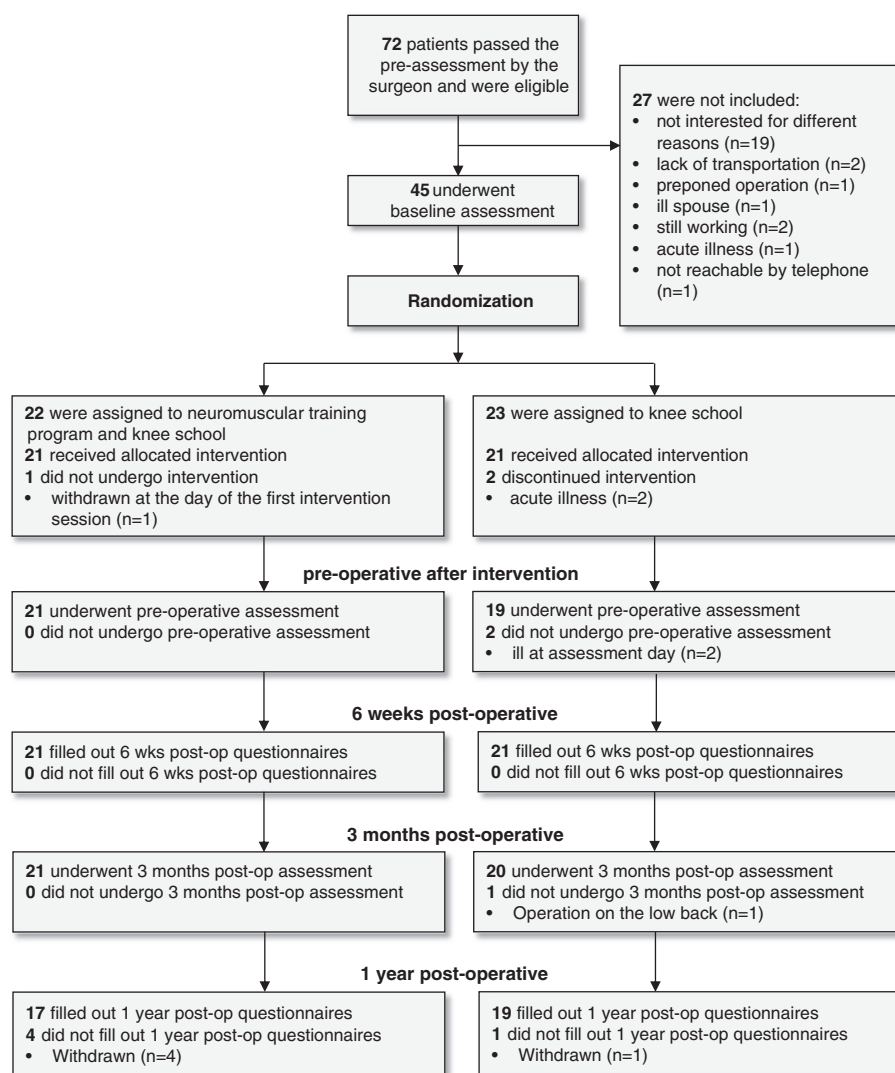 72 patients passed the
pre-assessment by the
surgeon and were eligible
27 were not included:
• not interested for different
reasons (n=19)
• lack of transportation (n=2)
• preponed operation (n=1)
• ill spouse (n=1)
• still working (n=2)
• acute illness (n=1)
• not reachable by telephone
(n=1)
45 underwent
baseline assessment
Randomization
22 were assigned to neuromuscular training
program and knee school
21 received allocated intervention
1 did not undergo intervention
• withdrawn at the day of the first intervention
session (n=1)
23 were assigned to knee school
21 received allocated intervention
2 discontinued intervention
• acute illness (n=2)
pre-operative after intervention
21 underwent pre-operative assessment
0 did not undergo pre-operative assessment
19 underwent pre-operative assessment
2 did not undergo pre-operative assessment
• ill at assessment day (n=2)
6 weeks post-operative
21 filled out 6 wks post-op questionnaires
0 did not fill out 6 wks post-op questionnaires
21 filled out 6 wks post-op questionnaires
0 did not fill out 6 wks post-op questionnaires
3 months post-operative
21 underwent 3 months post-op assessment
0 did not undergo 3 months post-op assessment
20 underwent 3 months post-op assessment
1 did not undergo 3 months post-op assessment
• Operation on the low back (n=1)
1 year post-operative
17 filled out 1 year post-op questionnaires
4 did not fill out 1 year post-op questionnaires
• Withdrawn (n=4)
19 filled out 1 year post-op questionnaires
1 did not fill out 1 year post-op questionnaires
• Withdrawn (n=1)